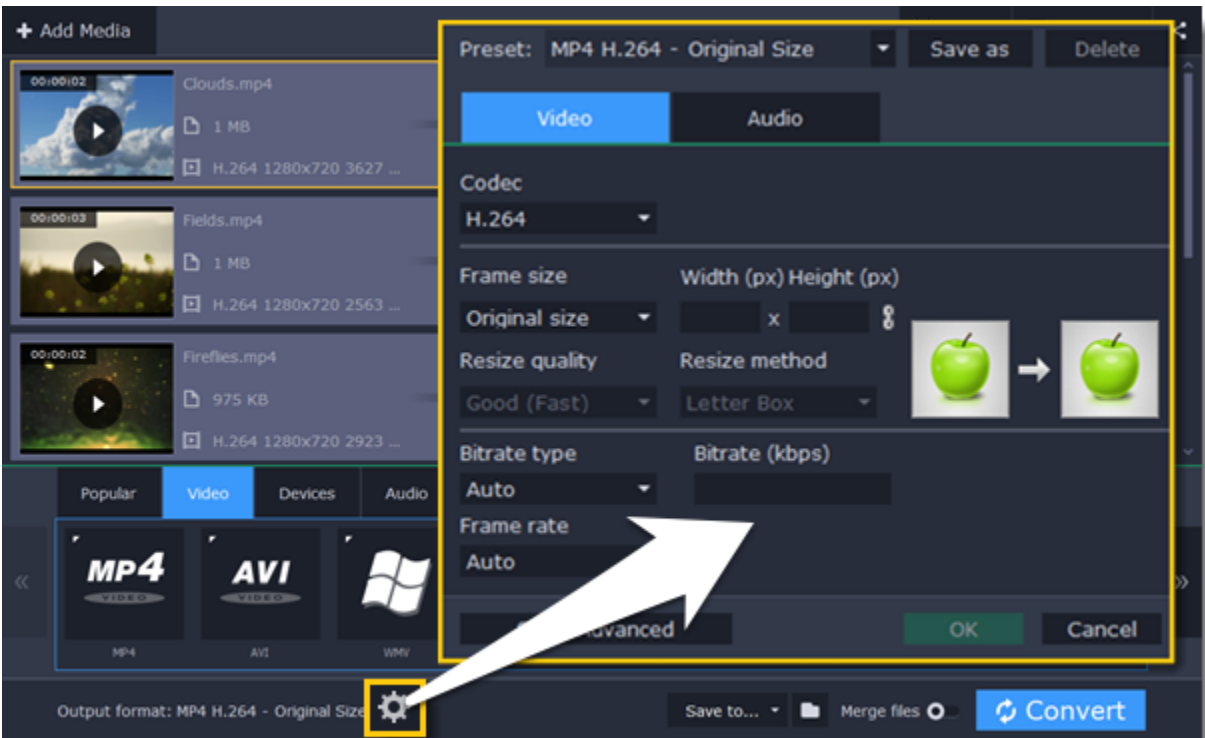 + Add Media
00:00:02
Clouds.mp4
1 MB
H.264 1280x720 3627 ...
00:00:03
Fields.mp4
1 MB
H.264 1280x720 2563 ...
00:00:02
Fireflies.mp4
975 KB
H.264 1280x720 2923 ...
Preset: MP4 H.264 - Original Size Save as Delete
Video Audio
Codec
H.264
Frame size Width (px) Height (px)
Original size x
Resize quality Resize method
Good (Fast) Letter Box
Bitrate type Bitrate (kbps)
Auto
Frame rate
Auto
Advanced OK Cancel
Popular Video Devices Audio
« MP4 AVI »
VIDEO VIDEO
MP4 AVI WMV
Output format: MP4 H.264 - Original Size Save to... Merge files Convert